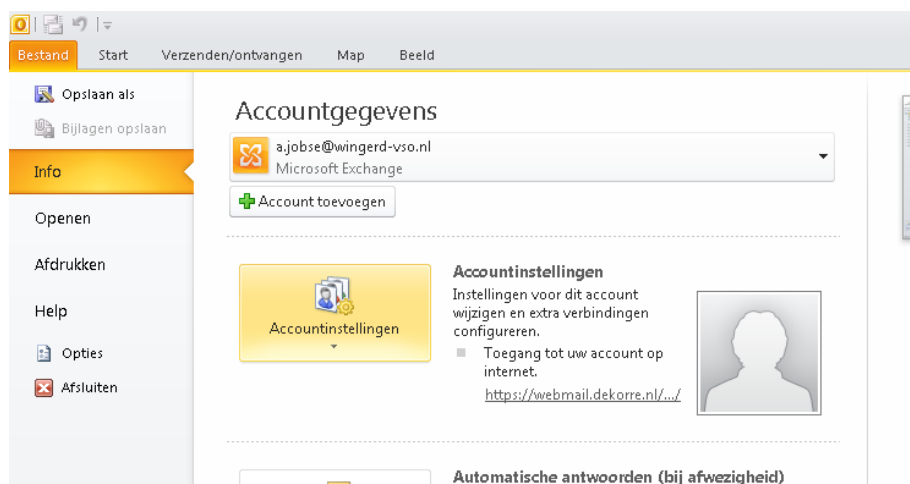 Bestand Start Verzenden/ontvangen Map Beeld
Opslaan als
Bijlagen opslaan
Info
Openen
Afdrukken
Help
Opties
Afsluiten
Accountgegevens
a.jobse@wingerd-vso.nl
Microsoft Exchange
Account toevoegen
Accountinstellingen
Accountinstellingen
Instellingen voor dit account
wijzigen en extra verbindingen
configureren.
Toegang tot uw account op
internet.
https://webmail.dekorre.nl/.../
Automatische antwoorden (bij afwezigheid)